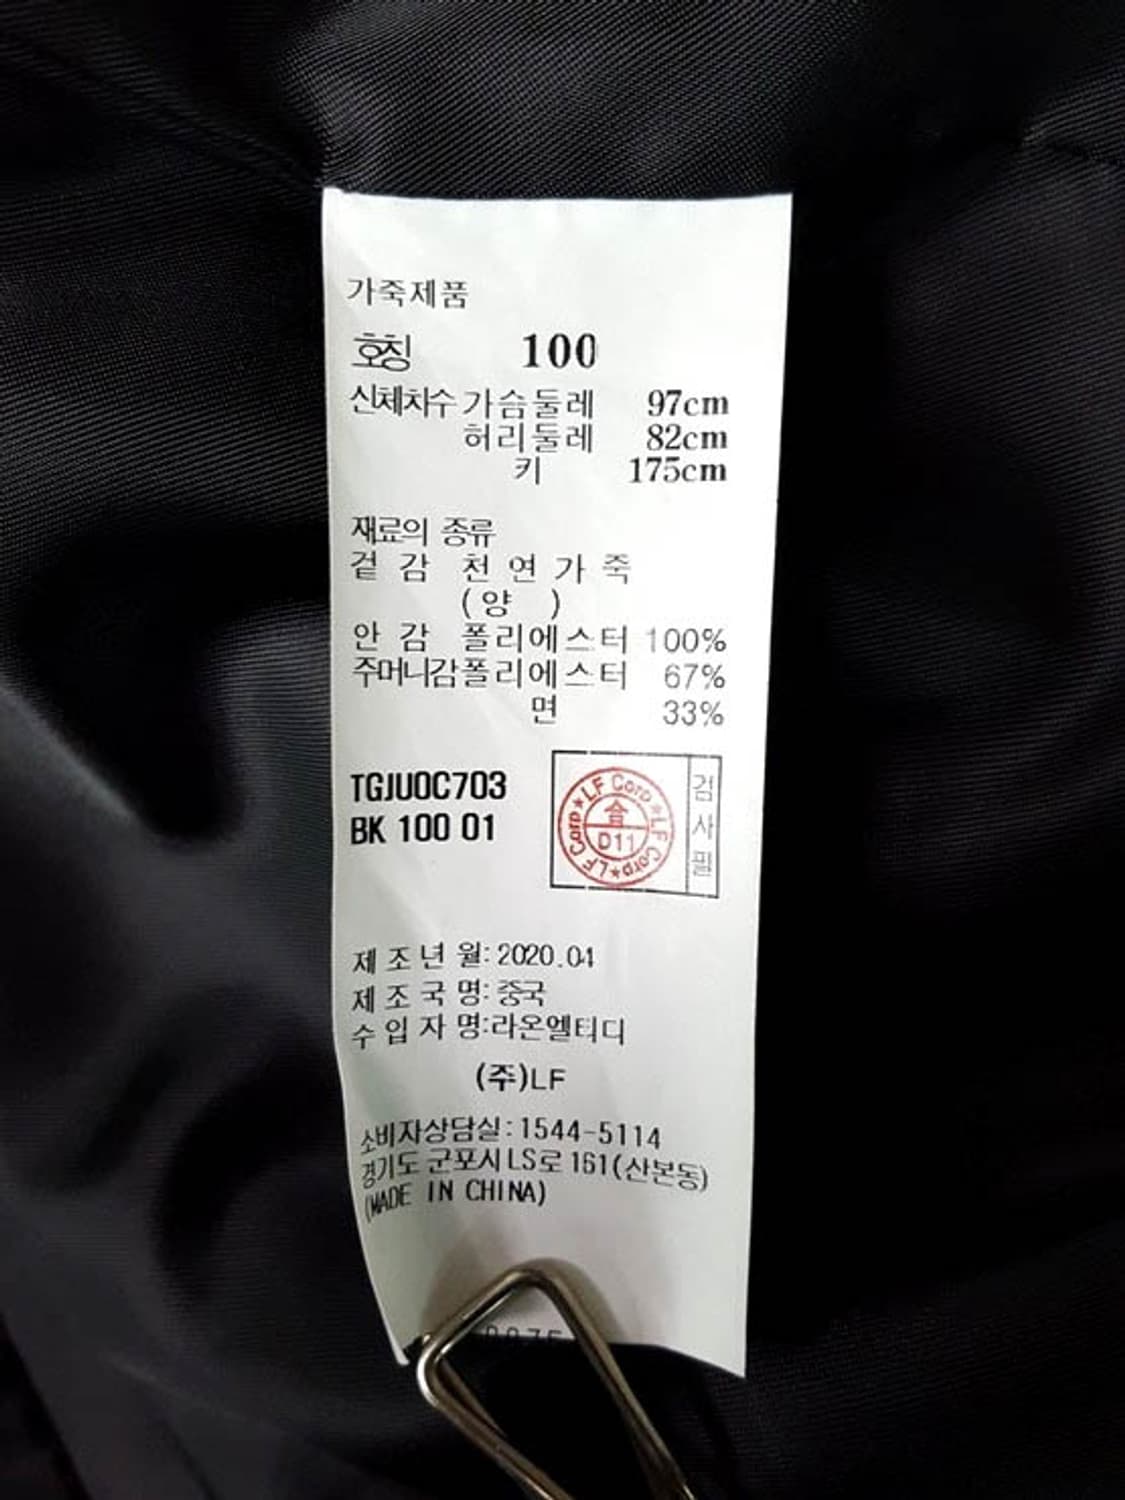 가죽제품
호칭 100
신체치수 가슴둘레 97cm
허리둘레 82cm
키 175cm
재료의 종류
겉 감 천 연 가 죽
(양 )
안 감 폴리에스터 100%
주머니감 폴리에스터 67%
면 33%
TGJU0C703
BK 100 01
LF Corp★LF Corp★LF Corp★
合
D11
검사필
제 조 년 월: 2020.04
제 조 국 명: 중국
수 입 자 명:라온엘티디
(주)LF
소비자상담실:1544-5114
경기도 군포시 LS로 161(산본동)
(MADE IN CHINA)